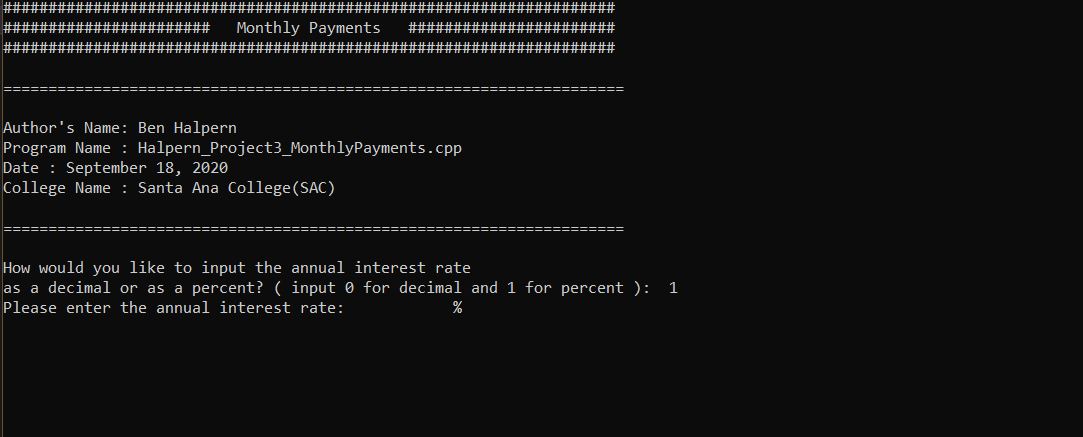 ####################################################################
#######################   Monthly Payments   #######################
####################################################################
=====================================================================
Author's Name: Ben Halpern
Program Name : Halpern_Project3_MonthlyPayments.cpp
Date : September 18, 2020
College Name : Santa Ana College(SAC)
=====================================================================
How would you like to input the annual interest rate
as a decimal or as a percent? ( input 0 for decimal and 1 for percent ):  1
Please enter the annual interest rate:            %